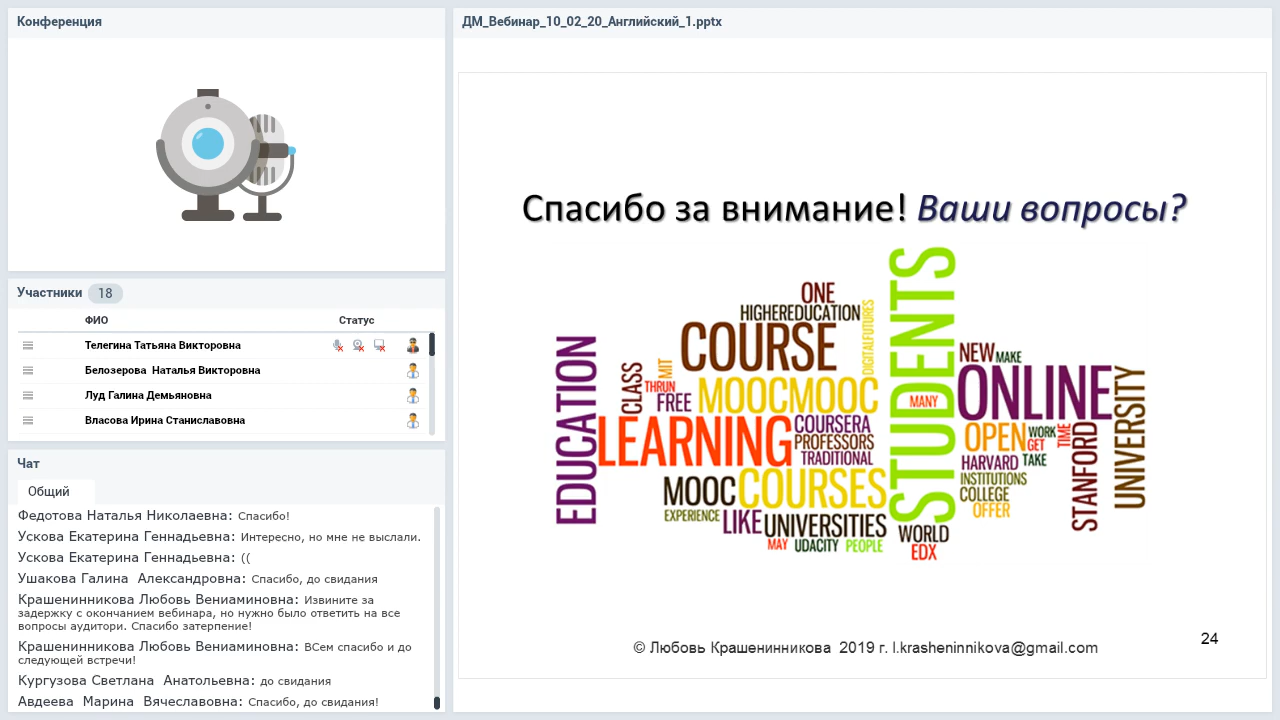 Конференция
Участники 18
ФИО Статус
Телегина Татьяна Викторовна
Белозерова Наталья Викторовна
Луд Галина Демьяновна
Власова Ирина Станиславовна
Чат
Общий
Федотова Наталья Николаевна: Спасибо!
Ускова Екатерина Геннадьевна: Интересно, но мне не выслали.
Ускова Екатерина Геннадьевна: ((
Ушакова Галина Александровна: Спасибо, до свидания
Крашенинникова Любовь Вениаминовна: Извините за
задержку с окончанием вебинара, но нужно было ответить на все
вопросы аудитори. Спасибо затерпение!
Крашенинникова Любовь Вениаминовна: ВСем спасибо и до
следующей встречи!
Кургузова Светлана Анатольевна: до свидания
Авдеева Марина Вячеславовна: Спасибо, до свидания!
ДМ_Вебинар_10_02_20_Английский_1.pptx
Спасибо за внимание! Ваши вопросы?
EDUCATION
CLASS
MIT
THRUN
FREE
ONE
HIGHEREDUCATION
COURSE
DIGITALFUTURES
MOOCMOOC
LEARNING
COURSERA
PROFESSORS
TRADITIONAL
MOOC
COURSES
EXPERIENCE
LIKE
UNIVERSITIES
MAY
UDACITY
PEOPLE
STUDENTS
MANY
NEW
MAKE
ONLINE
OPEN
WORK
GET
TIME
HARVARD
TAKE
INSTITUTIONS
COLLEGE
OFFER
STANFORD
UNIVERSITY
WORLD
EDX
© Любовь Крашенинникова 2019 г. l.krasheninnikova@gmail.com
24